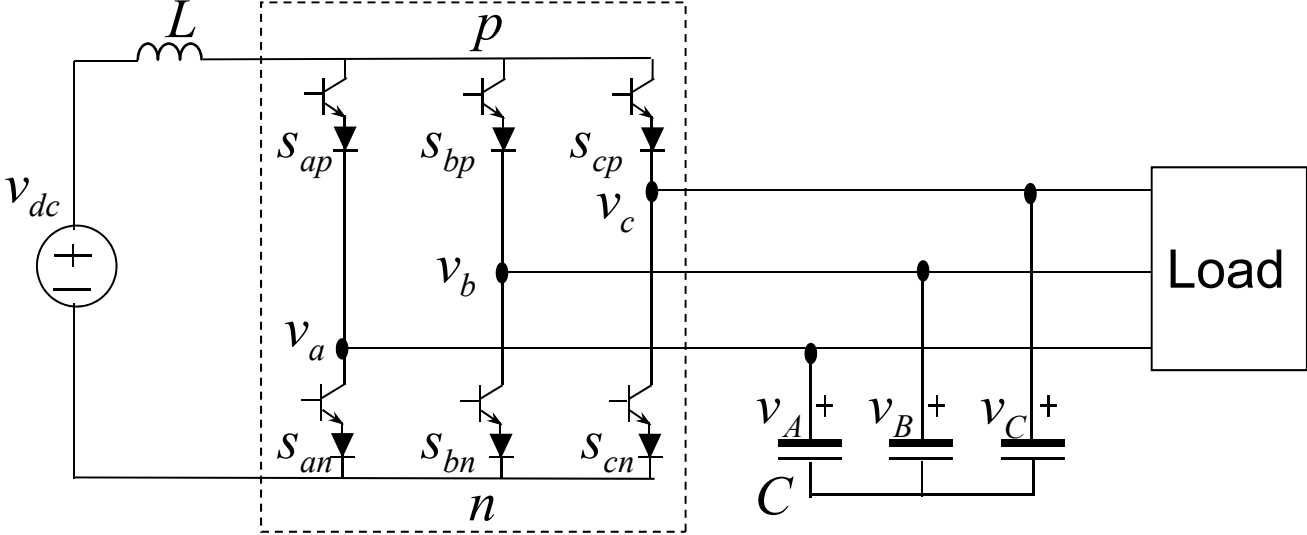 L
p
s_ap s_bp s_cp
v_dc
v_c
+
v_b
Load
−
v_a
v_A + v_B + v_C +
s_an s_bn s_cn
C
n